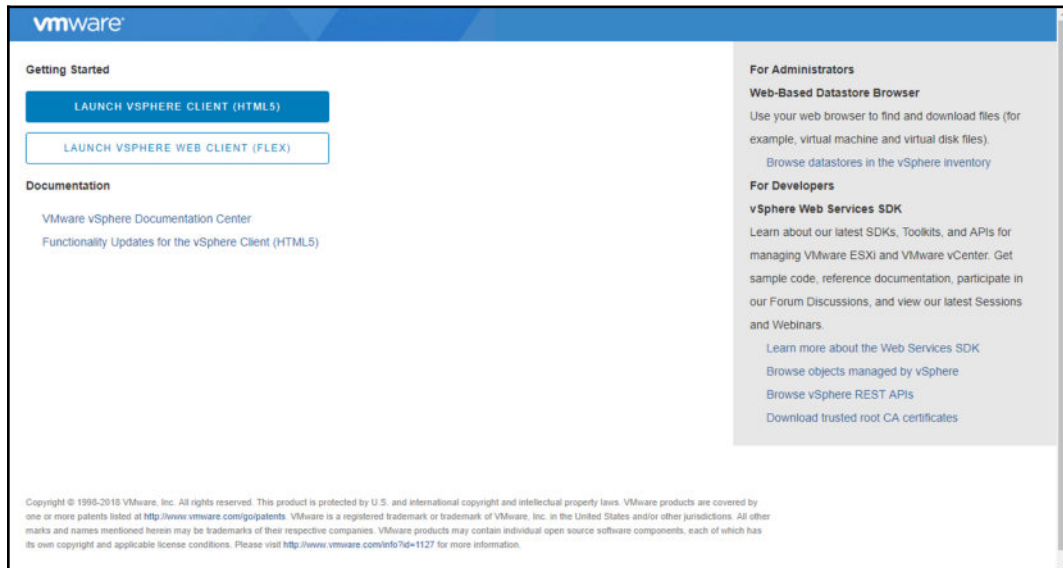 vmware
Getting Started
LAUNCH VSPHERE CLIENT (HTML5)
LAUNCH VSPHERE WEB CLIENT (FLEX)
Documentation
VMware vSphere Documentation Center
Functionality Updates for the vSphere Client (HTML5)
For Administrators
Web-Based Datastore Browser
Use your web browser to find and download files (for
example, virtual machine and virtual disk files).
Browse datastores in the vSphere inventory
For Developers
vSphere Web Services SDK
Learn about our latest SDKs, Toolkits, and APIs for
managing VMware ESXi and VMware vCenter. Get
sample code, reference documentation, participate in
our Forum Discussions, and view our latest Sessions
and Webinars.
Learn more about the Web Services SDK
Browse objects managed by vSphere
Browse vSphere REST APIs
Download trusted root CA certificates
Copyright © 1998-2018 VMware, Inc. All rights reserved. This product is protected by U.S. and international copyright and intellectual property laws. VMware products are covered by
one or more patents listed at http://www.vmware.com/go/patents. VMware is a registered trademark or trademark of VMware, Inc. in the United States and/or other jurisdictions. All other
marks and names mentioned herein may be trademarks of their respective companies. VMware products may contain individual open source software components, each of which has
its own copyright and applicable license conditions. Please visit http://www.vmware.com/info?id=1127 for more information.